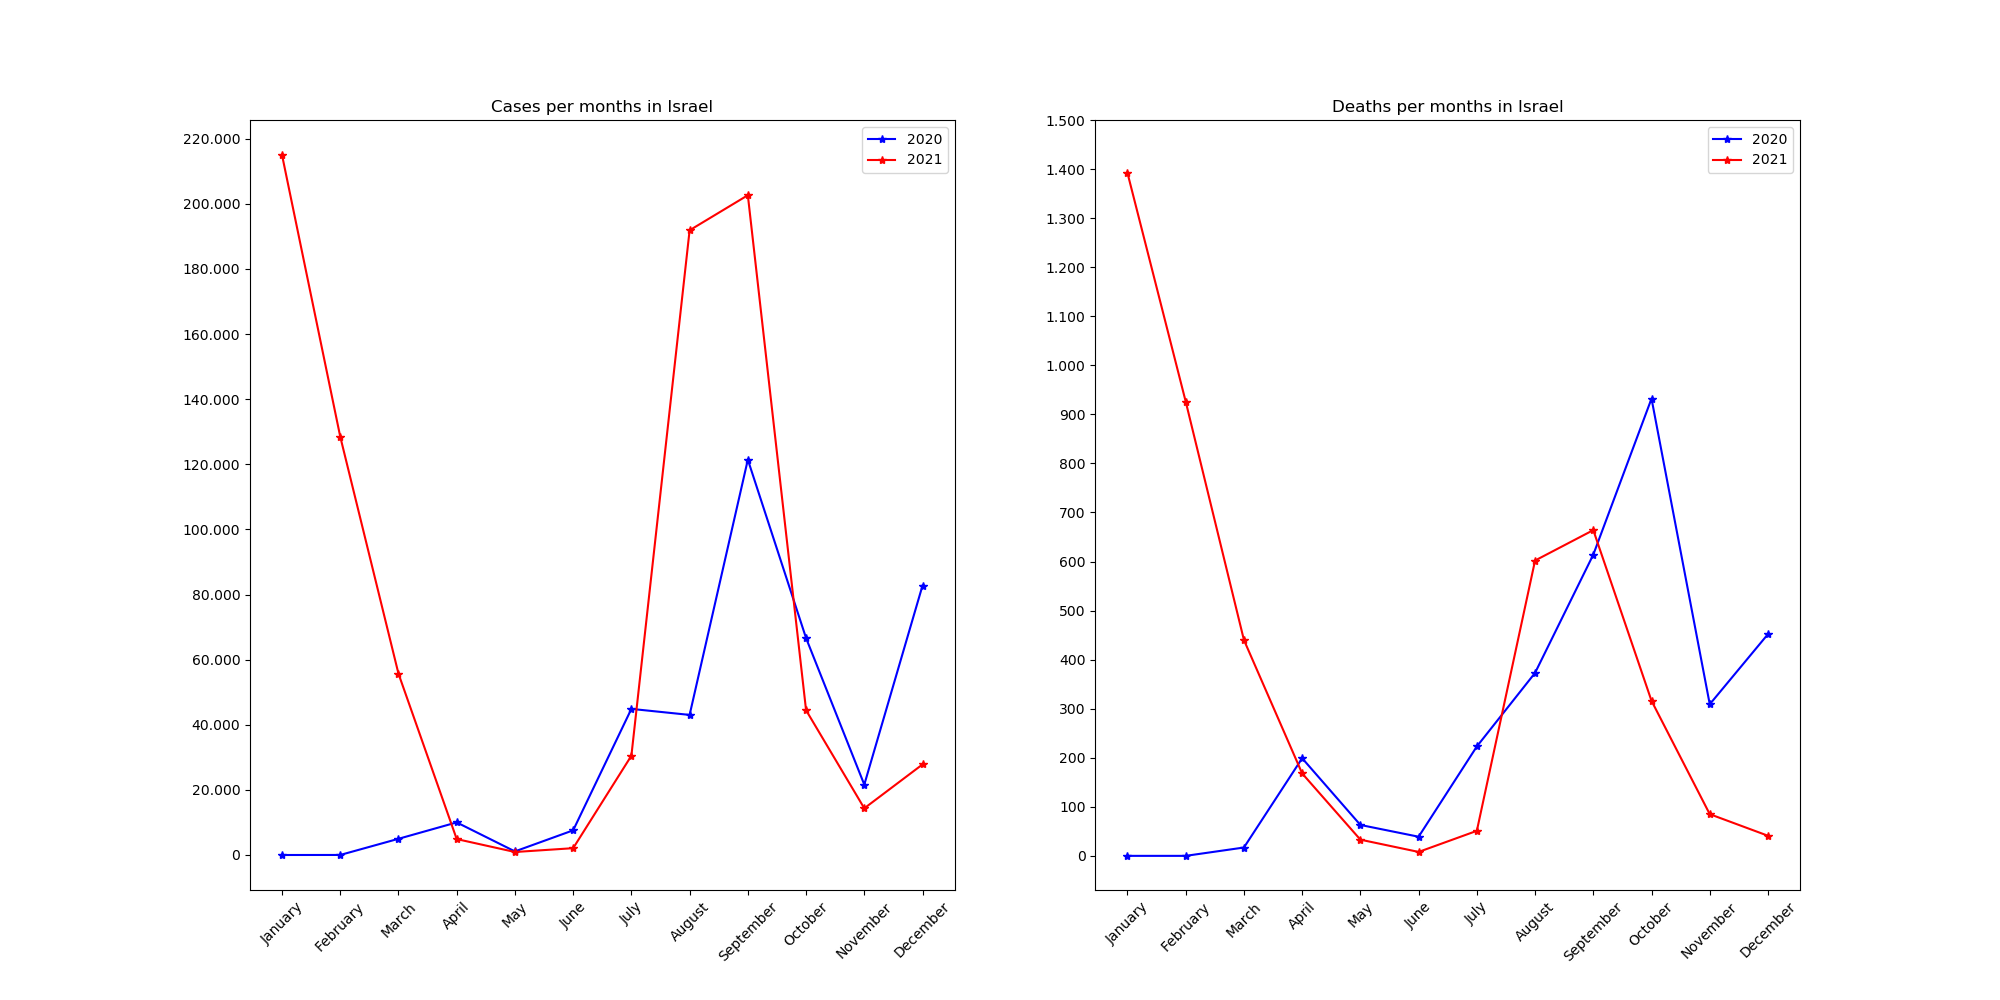 Cases per months in Israel
220.000
200.000
180.000
160.000
140.000
120.000
100.000
80.000
60.000
40.000
20.000
0
2020
2021
January
February
March
April
May
June
July
August
September
October
November
December
Deaths per months in Israel
1.500
1.400
1.300
1.200
1.100
1.000
900
800
700
600
500
400
300
200
100
0
2020
2021
January
February
March
April
May
June
July
August
September
October
November
December